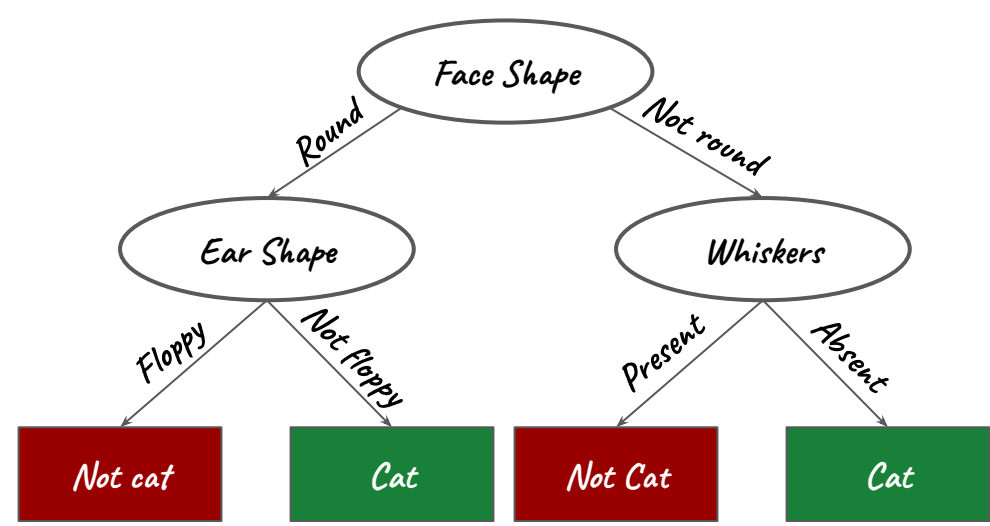 Face Shape
Round
Not round
Ear Shape
Whiskers
Floppy
Not floppy
Present
Absent
Not cat
Cat
Not Cat
Cat